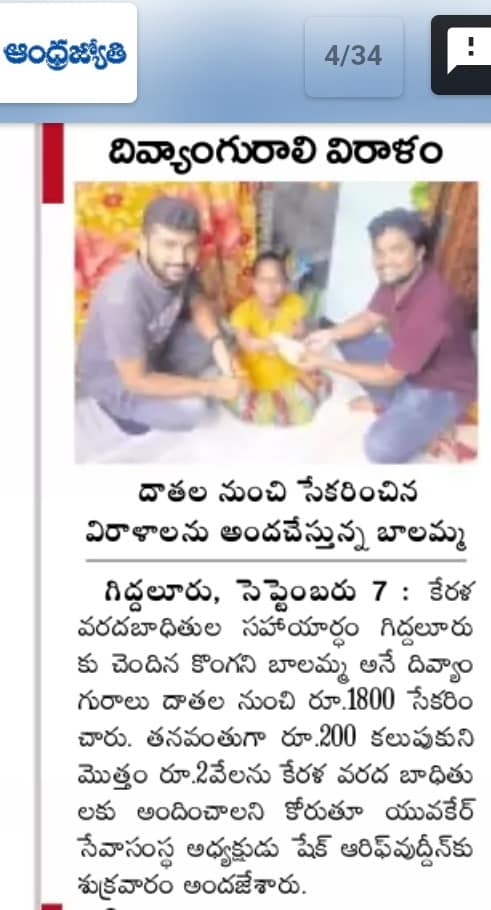 ఆంధ్రజ్యోతి
4/34
దివ్యాంగురాలి విరాళం
దాతల నుంచి సేకరించిన
విరాళాలను అందచేస్తున్న బాలమ్మ
గిద్దలూరు, సెప్టెంబరు 7 : కేరళ
వరదబాధితుల సహాయార్థం గిద్దలూరు
కు చెందిన కొంగని బాలమ్మ అనే దివ్యాం
గురాలు దాతల నుంచి రూ.1800 సేకరిం
చారు. తనవంతుగా రూ.200 కలుపుకుని
మొత్తం రూ.2వేలను కేరళ వరద బాధితు
లకు అందించాలని కోరుతూ యువకేర్
సేవాసంస్థ అధ్యక్షుడు షేక్ ఆరిఫ్‌వుద్దీన్‌కు
శుక్రవారం అందజేశారు.